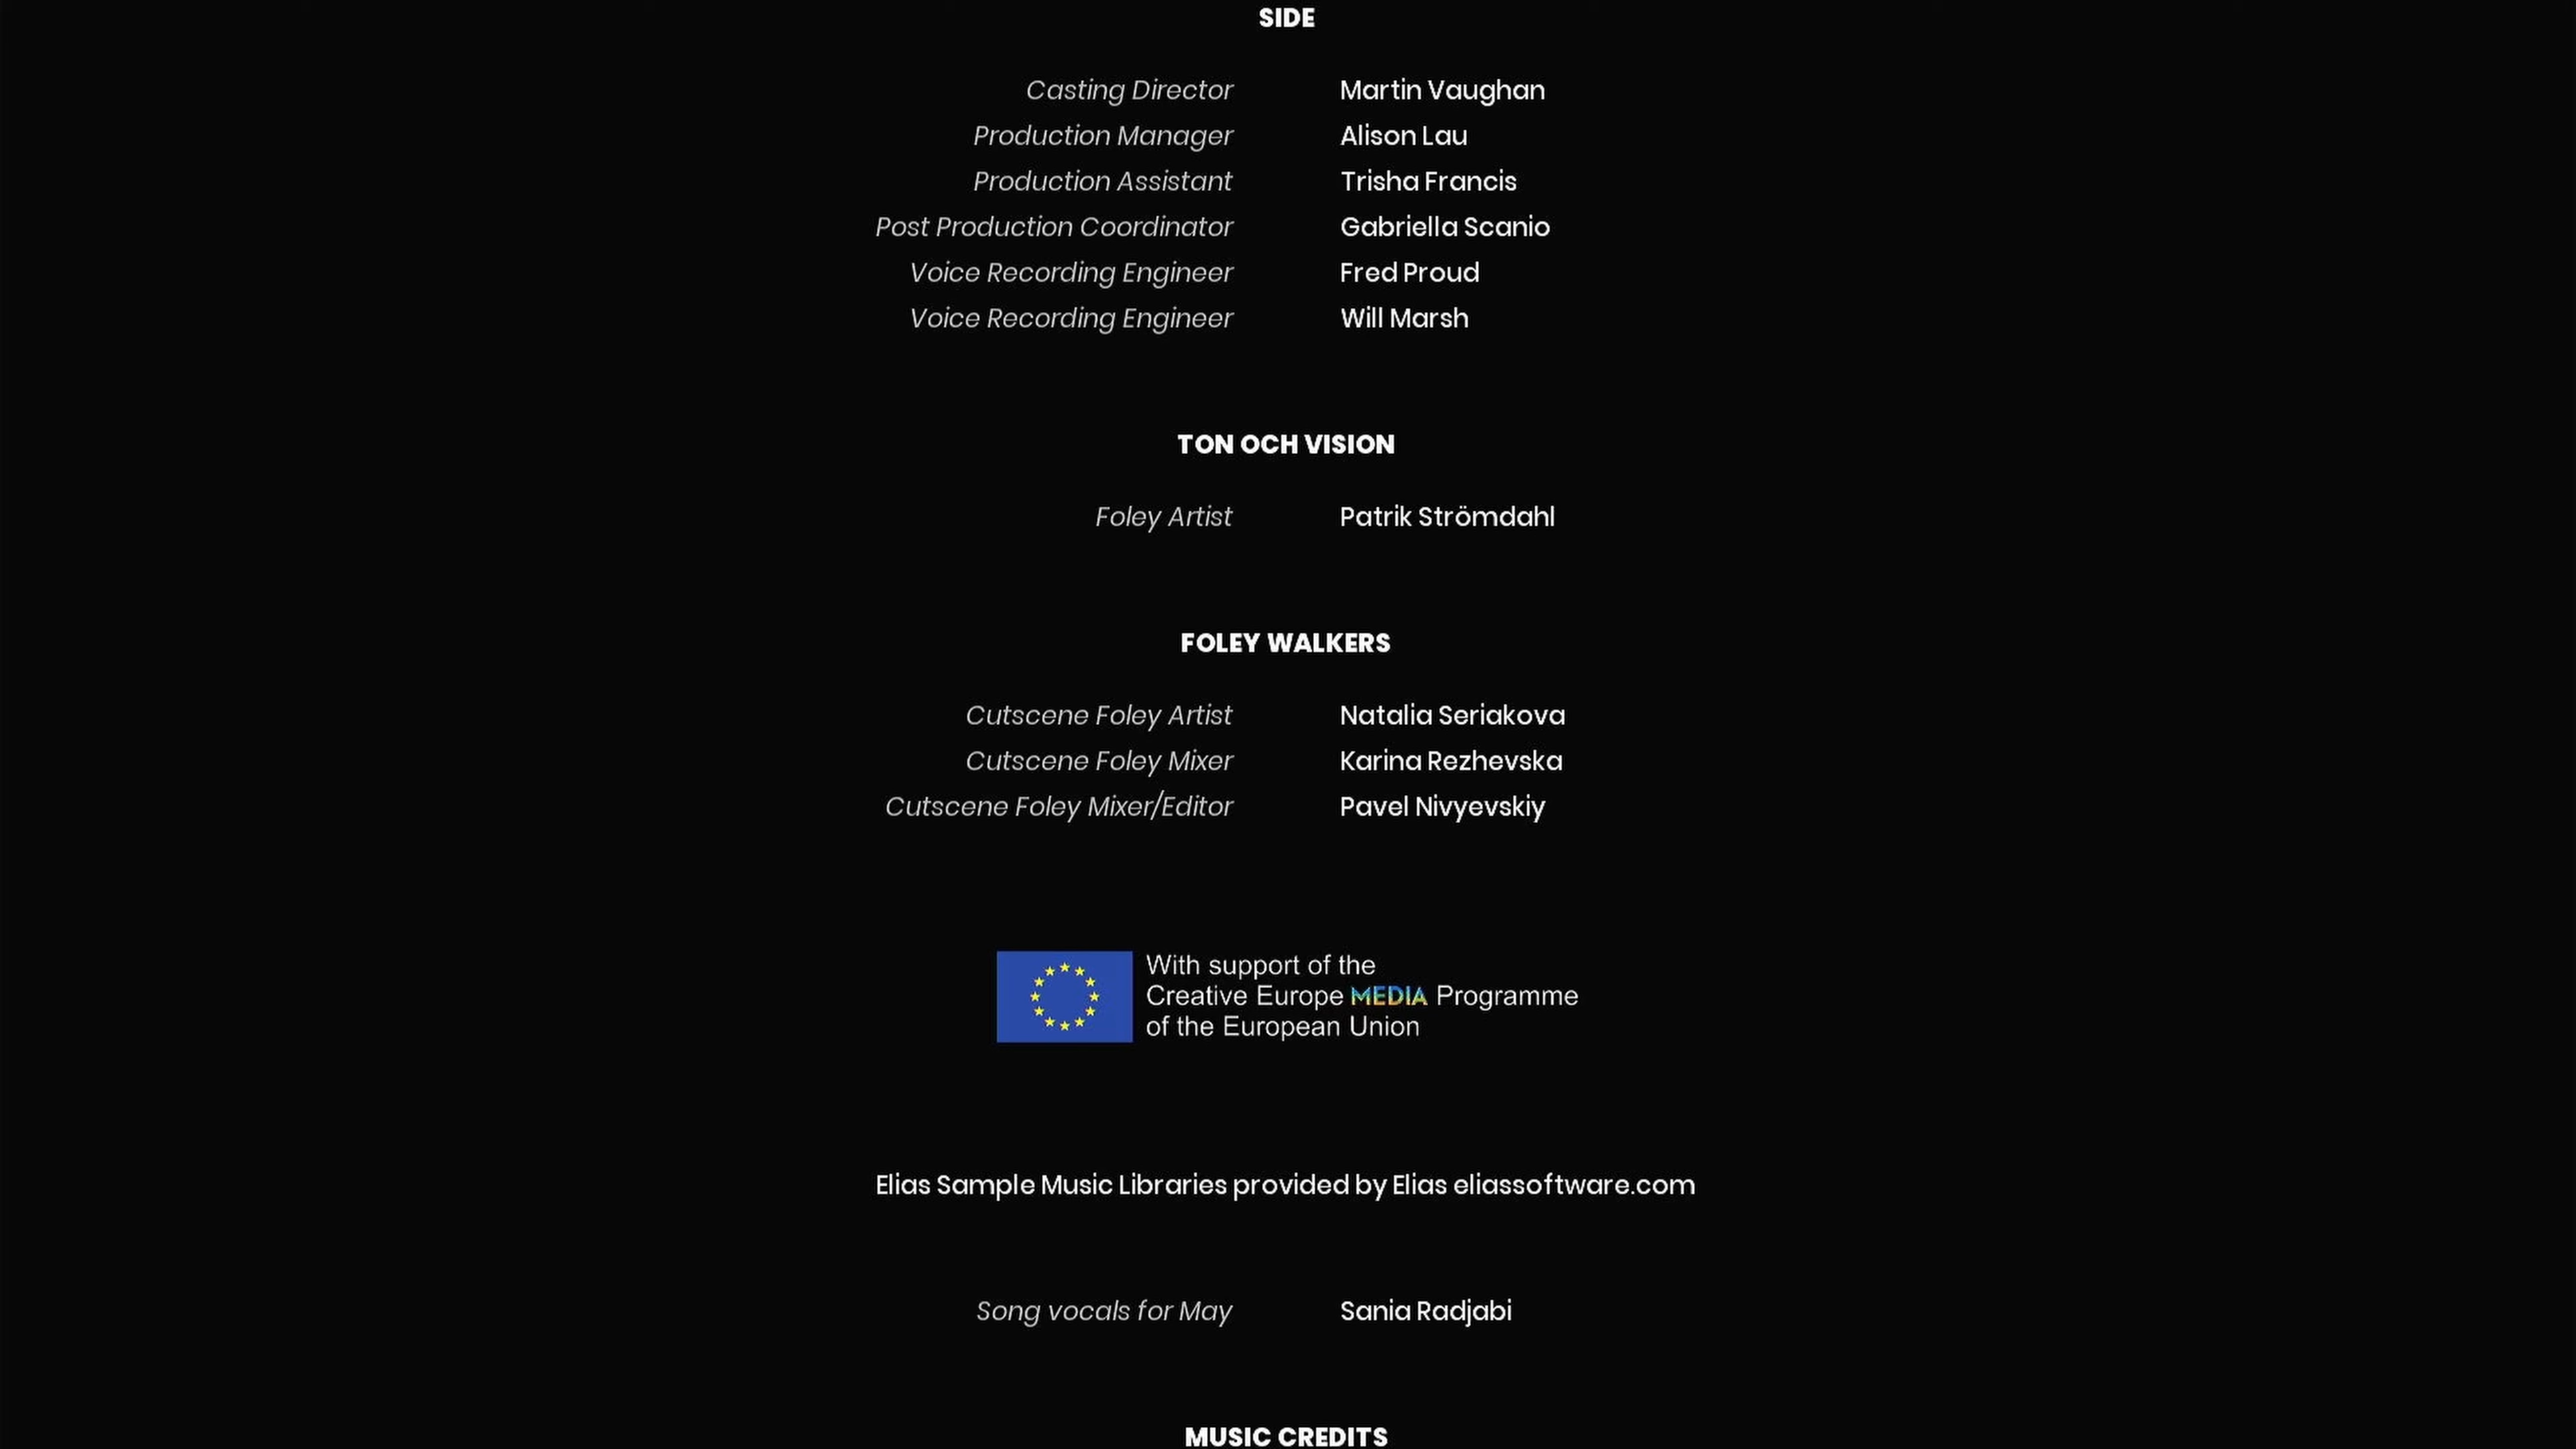 SIDE
Casting Director Martin Vaughan
Production Manager Alison Lau
Production Assistant Trisha Francis
Post Production Coordinator Gabriella Scanio
Voice Recording Engineer Fred Proud
Voice Recording Engineer Will Marsh
TON OCH VISION
Foley Artist Patrik Strömdahl
FOLEY WALKERS
Cutscene Foley Artist Natalia Seriakova
Cutscene Foley Mixer Karina Rezhevska
Cutscene Foley Mixer/Editor Pavel Nivyevskiy
With support of the
Creative Europe MEDIA Programme
of the European Union
Elias Sample Music Libraries provided by Elias eliassoftware.com
Song vocals for May Sania Radjabi
MUSIC CREDITS